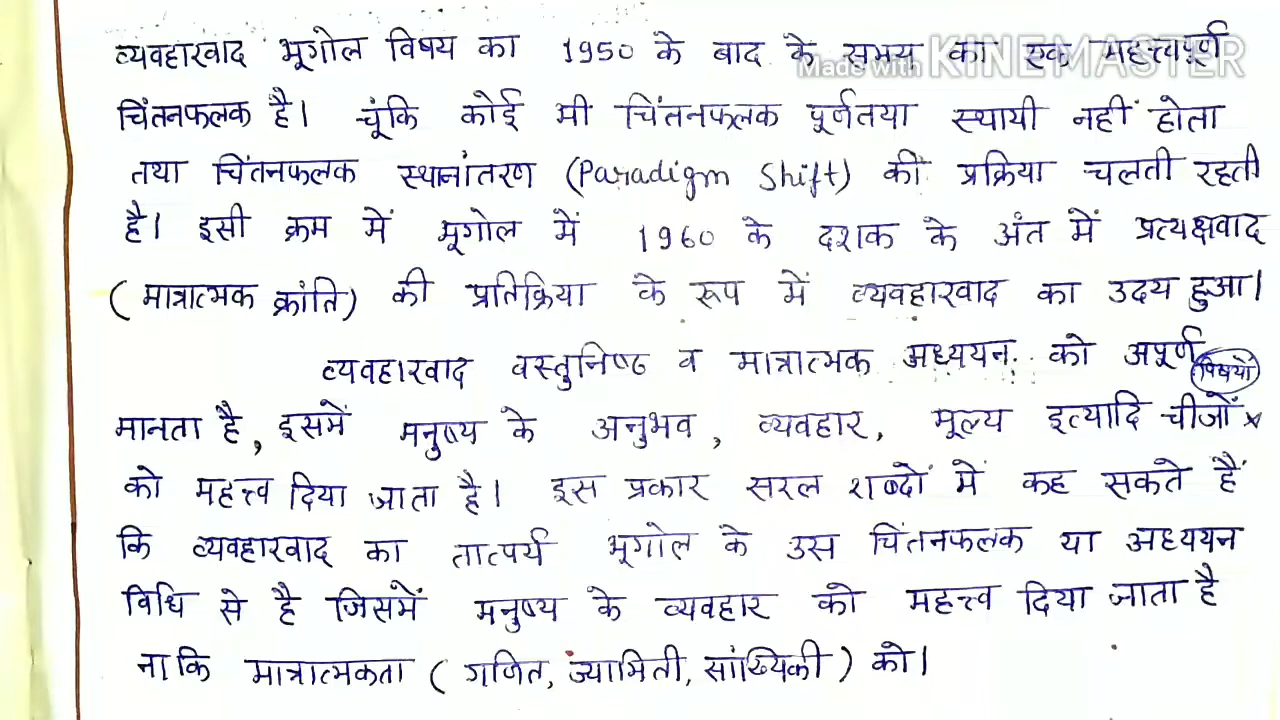 व्यवहारवाद भूगोल विषय का 1950 के बाद के समय का एक महत्त्वपूर्ण
Made with KINEMASTER
चिंतनफलक है। चूंकि कोई भी चिंतनफलक पूर्णतया स्थायी नहीं होता
तथा चिंतनफलक स्थानांतरण (Paradigm Shift) की प्रक्रिया चलती रहती
है। इसी क्रम में भूगोल में 1960 के दशक के अंत में प्रत्यक्षवाद
(मात्रात्मक क्रांति) की प्रतिक्रिया के रूप में व्यवहारवाद का उदय हुआ।
व्यवहारवाद वस्तुनिष्ठ व मात्रात्मक अध्ययन को अपूर्ण
विषयों
मानता है, इसमें मनुष्य के अनुभव, व्यवहार, मूल्य इत्यादि चीजों x
को महत्त्व दिया जाता है। इस प्रकार सरल शब्दों में कह सकते हैं
कि व्यवहारवाद का तात्पर्य भूगोल के उस चिंतनफलक या अध्ययन
विधि से है जिसमें मनुष्य के व्यवहार को महत्त्व दिया जाता है
ना कि मात्रात्मकता (गणित, ज्यामिती, सांख्यिकी) को।